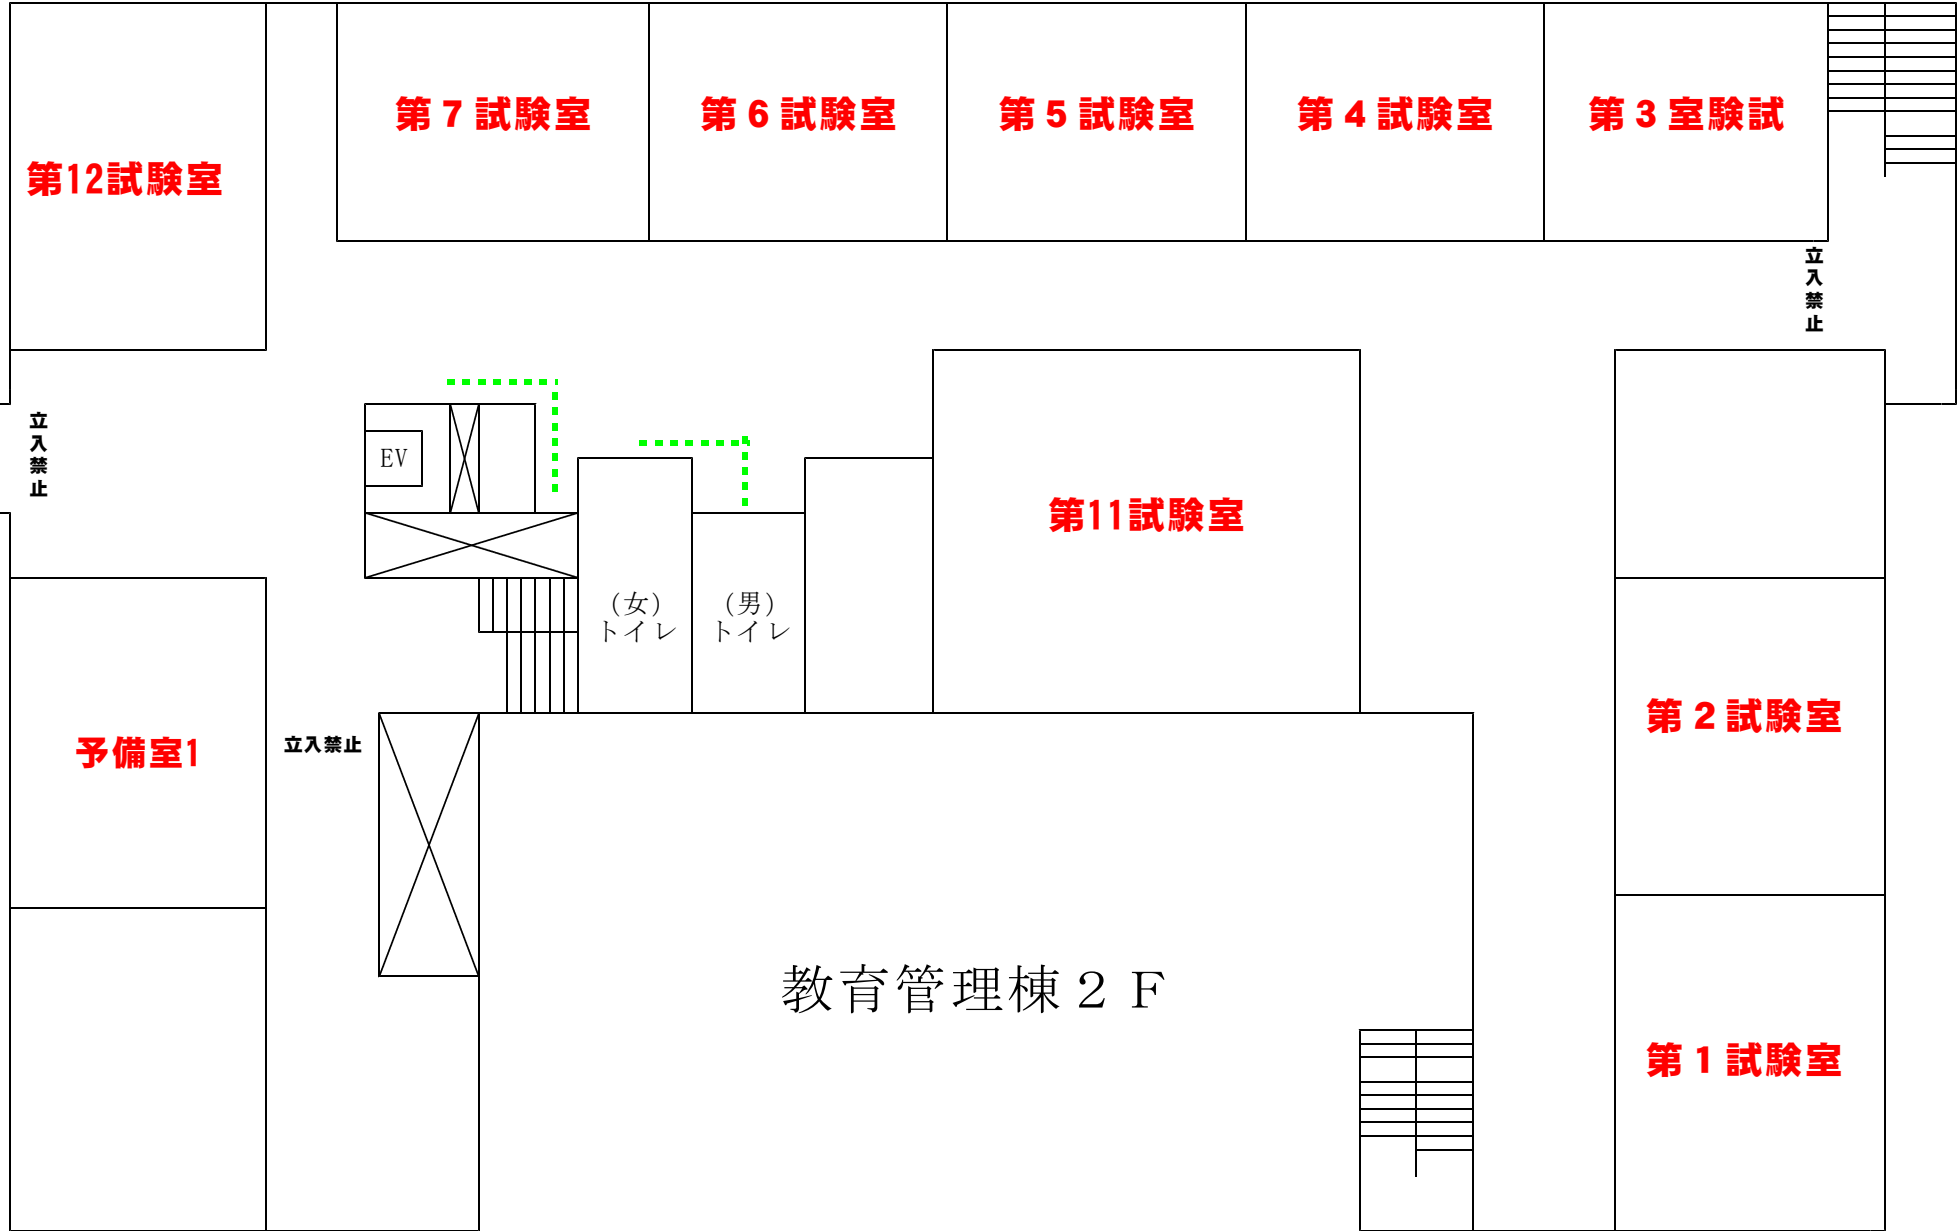 第７試験室
第６試験室
第５試験室
第４試験室
第３室験試
第12試験室
立入禁止
立入禁止
EV
第11試験室
（女）
トイレ
（男）
トイレ
第２試験室
予備室1
立入禁止
教育管理棟２Ｆ
第１試験室